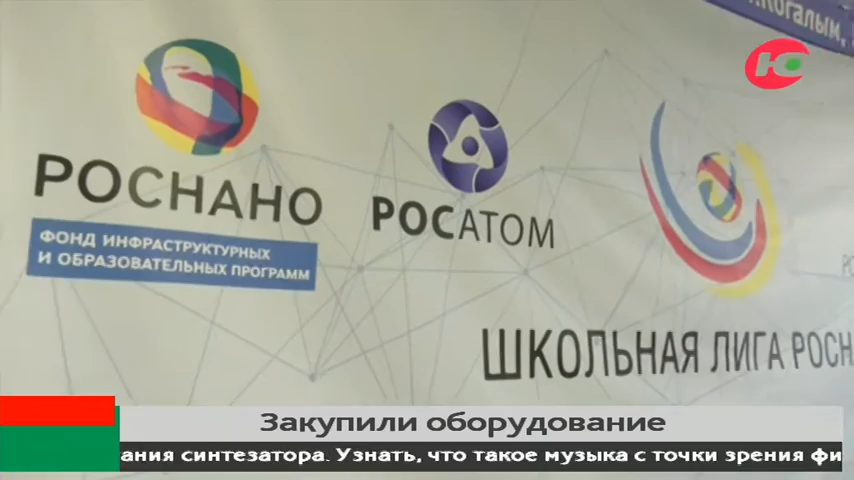 г.Когалым,
Ю
РОСНАНО
ФОНД ИНФРАСТРУКТУРНЫХ
И ОБРАЗОВАТЕЛЬНЫХ ПРОГРАММ
РОСАТОМ
ШКОЛЬНАЯ ЛИГА РОСН
Закупили оборудование
ания синтезатора. Узнать, что такое музыка с точки зрения фи